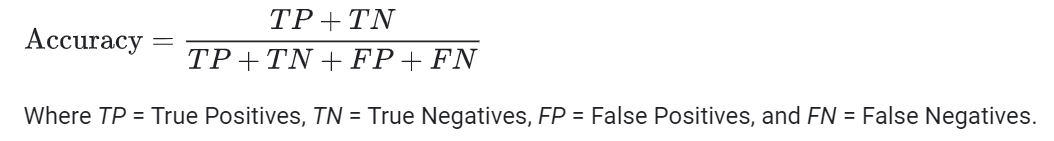 Accuracy = \frac{TP + TN}{TP + TN + FP + FN}
Where TP = True Positives, TN = True Negatives, FP = False Positives, and FN = False Negatives.